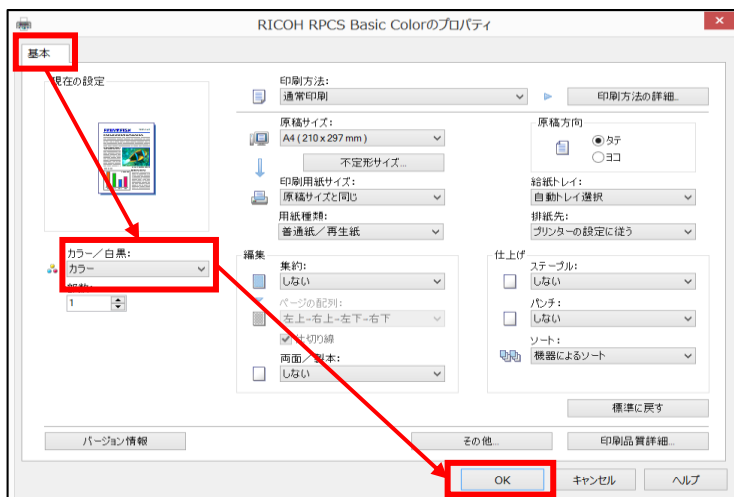 RICOH RPCS Basic Colorのプロパティ
基本
現在の設定
カラー／白黒:
カラー
部数:
1
印刷方法:
通常印刷
印刷方法の詳細...
原稿サイズ:
A4 ( 210 x 297 mm )
不定形サイズ...
印刷用紙サイズ:
原稿サイズと同じ
用紙種類:
普通紙／再生紙
原稿方向
タテ
ヨコ
給紙トレイ:
自動トレイ選択
排紙先:
プリンターの設定に従う
編集
集約:
しない
ページの配列:
左上-右上-左下-右下
仕切り線
両面／製本:
しない
仕上げ
ステープル:
しない
パンチ:
しない
ソート:
機器によるソート
標準に戻す
バージョン情報
その他...
印刷品質詳細...
OK
キャンセル
ヘルプ